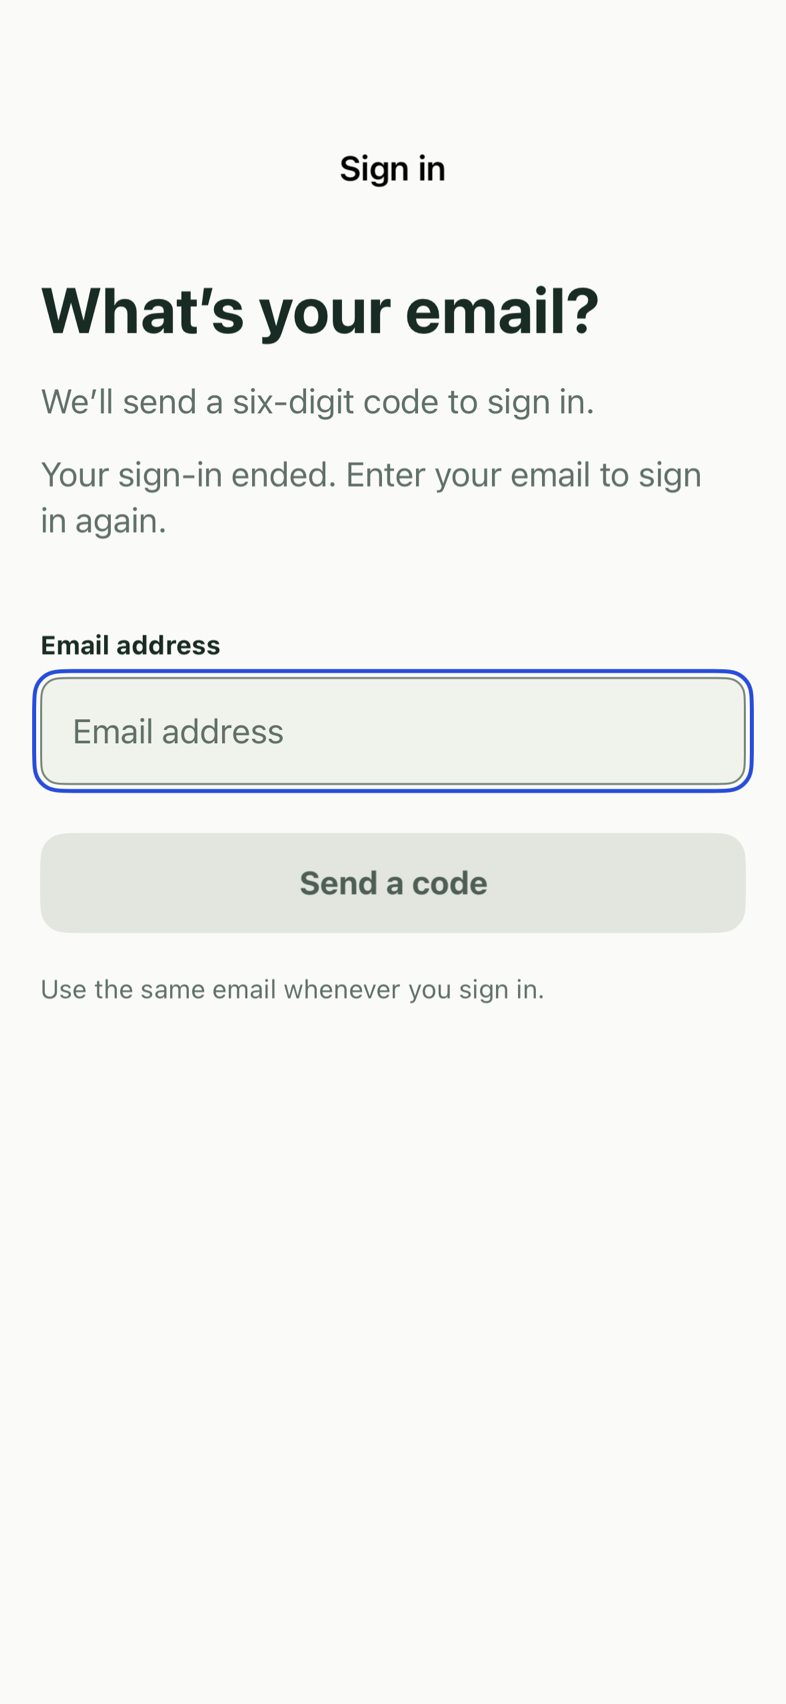 Sign in
What’s your email?
We’ll send a six-digit code to sign in.
Your sign-in ended. Enter your email to sign
in again.
Email address
Email address
Send a code
Use the same email whenever you sign in.